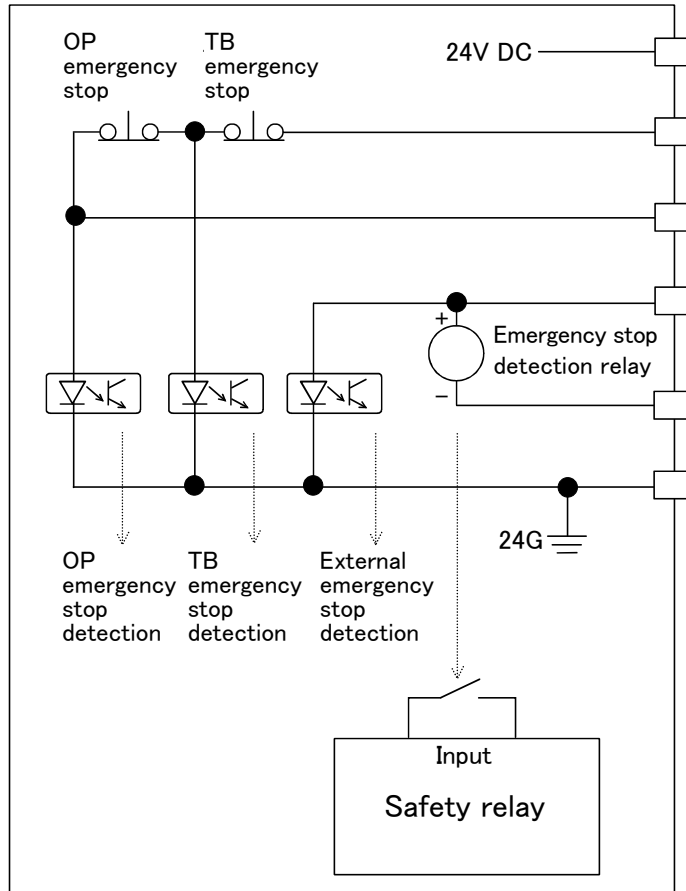 OP
emergency
stop
TB
emergency
stop
24V DC
+
Emergency stop
detection relay
−
24G
OP
emergency
stop
detection
TB
emergency
stop
detection
External
emergency
stop
detection
Input
Safety relay